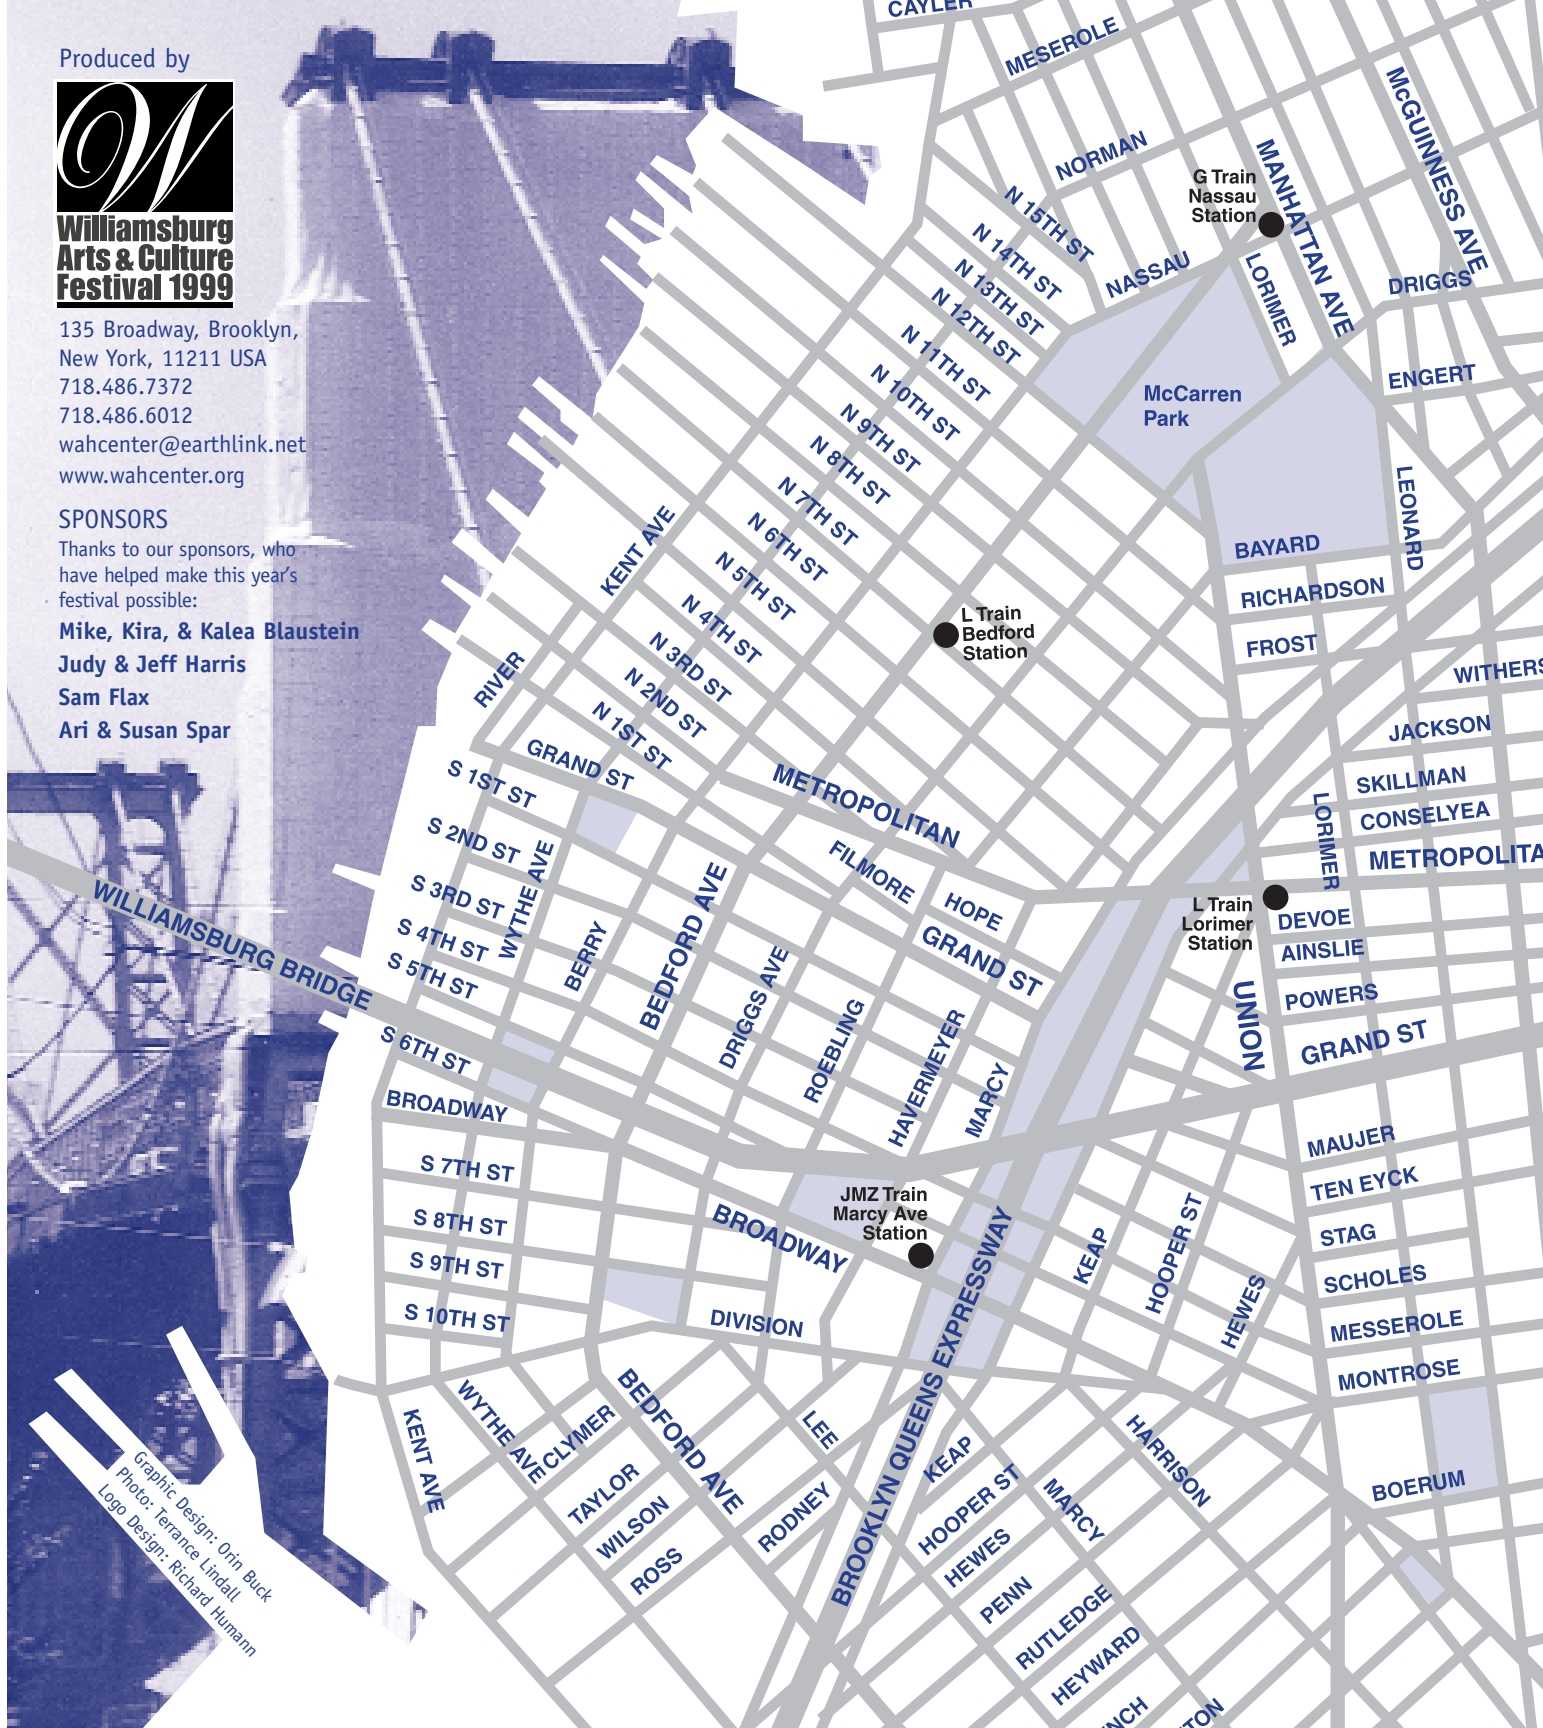 Produced by
W
Williamsburg
Arts & Culture
Festival 1999
135 Broadway, Brooklyn,
New York, 11211 USA
718.486.7372
718.486.6012
wahcenter@earthlink.net
www.wahcenter.org
SPONSORS
Thanks to our sponsors, who
have helped make this year's
festival possible:
Mike, Kira, & Kalea Blaustein
Judy & Jeff Harris
Sam Flax
Ari & Susan Spar
Graphic Design: Orin Buck
Photo: Terrance Lindall
Logo Design: Richard Humann
CAYLER
MESEROLE
NORMAN
McGUINNESS AVE
MANHATTAN AVE
G Train
Nassau
Station
N 15TH ST
N 14TH ST
N 13TH ST
N 12TH ST
N 11TH ST
N 10TH ST
N 9TH ST
N 8TH ST
N 7TH ST
N 6TH ST
N 5TH ST
N 4TH ST
N 3RD ST
N 2ND ST
N 1ST ST
NASSAU
LORIMER
DRIGGS
ENGERT
McCarren
Park
LEONARD
BAYARD
RICHARDSON
FROST
WITHERS
JACKSON
SKILLMAN
CONSELYEA
LORIMER
METROPOLITA
KENT AVE
RIVER
L Train
Bedford
Station
GRAND ST
METROPOLITAN
S 1ST ST
S 2ND ST
S 3RD ST
S 4TH ST
S 5TH ST
S 6TH ST
WYTHE AVE
BERRY
BEDFORD AVE
DRIGGS AVE
ROEBLING
HAVERMEYER
MARCY
FILMORE
HOPE
GRAND ST
L Train
Lorimer
Station
DEVOE
AINSLIE
POWERS
UNION
GRAND ST
WILLIAMSBURG BRIDGE
BROADWAY
S 7TH ST
S 8TH ST
S 9TH ST
S 10TH ST
BROADWAY
JMZ Train
Marcy Ave
Station
DIVISION
BROOKLYN QUEENS EXPRESSWAY
KEAP
HOOPER ST
HEWES
MAUJER
TEN EYCK
STAG
SCHOLES
MESSEROLE
MONTROSE
BOERUM
KENT AVE
WYTHE AVE
CLYMER
TAYLOR
WILSON
ROSS
BEDFORD AVE
LEE
RODNEY
KEAP
HOOPER ST
HEWES
PENN
RUTLEDGE
HEYWARD
MARCY
HARRISON
NCH
TON